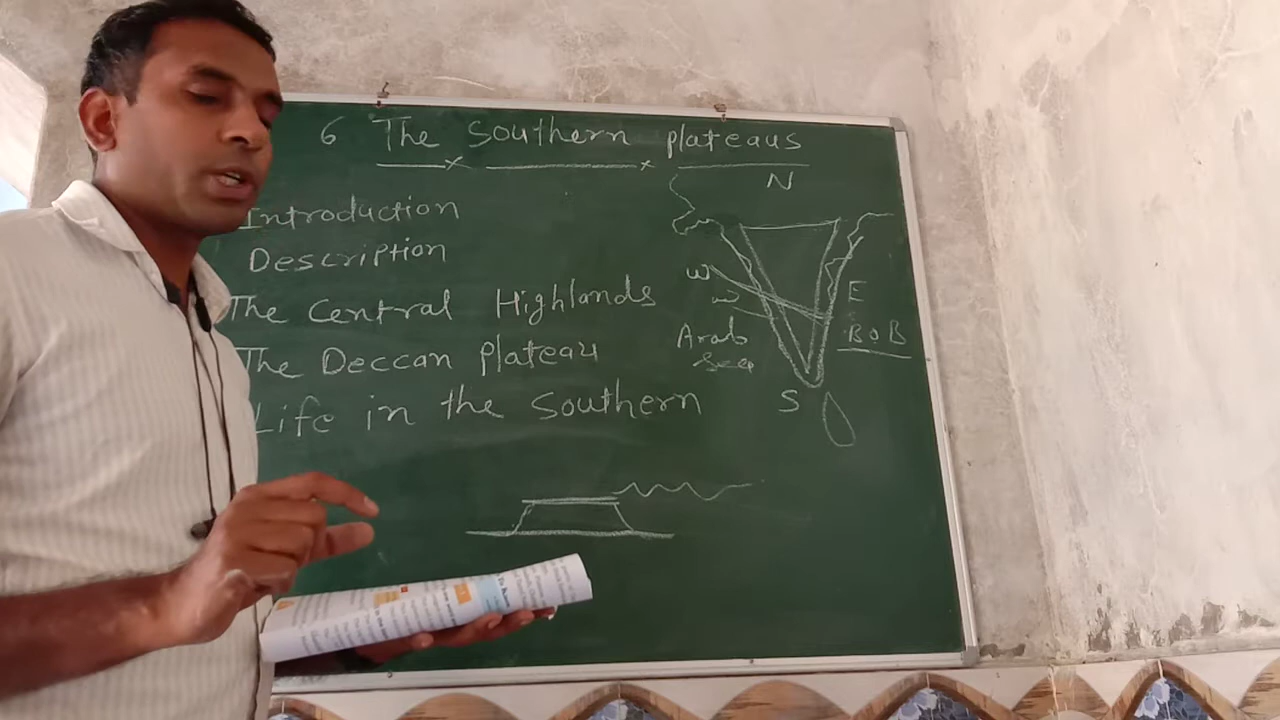 6 The Southern plateaus
N
Introduction
Description
W
E
The Central Highlands
W
Arab
Sea
BOB
The Deccan plateau
Life in the Southern
S